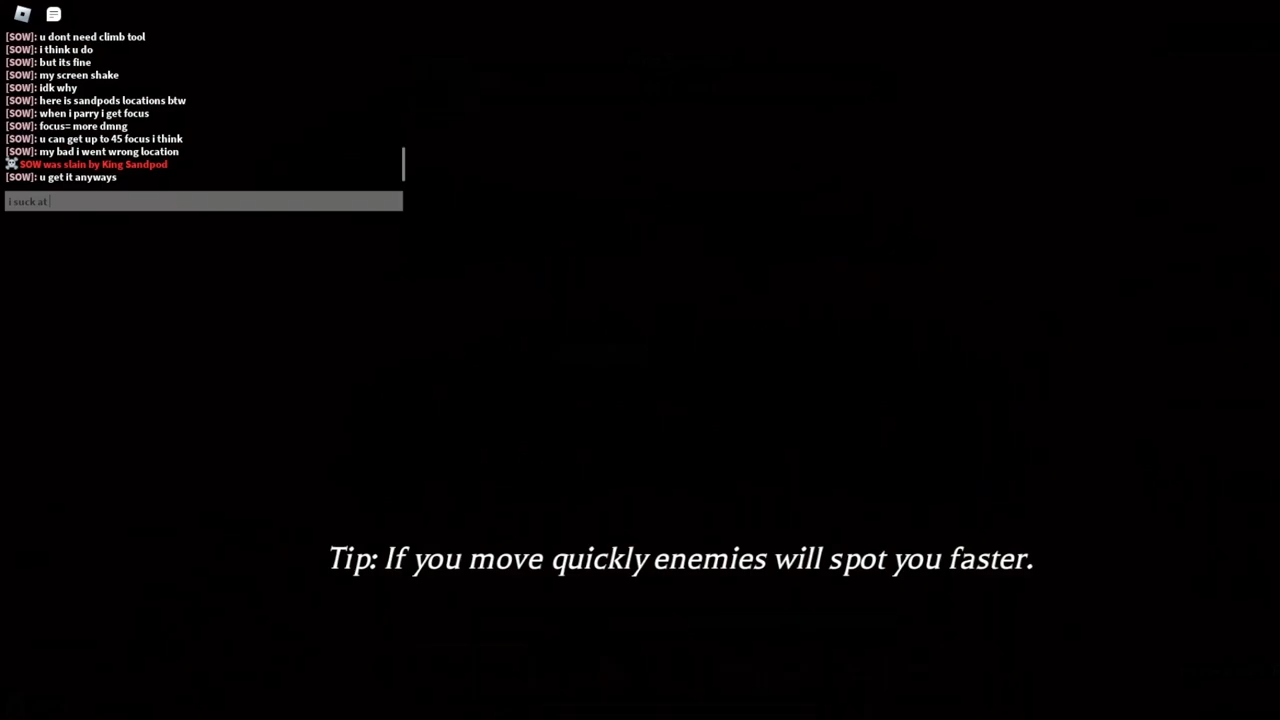 [SOW]: u dont need climb tool
[SOW]: i think u do
[SOW]: but its fine
[SOW]: my screen shake
[SOW]: idk why
[SOW]: here is sandpods locations btw
[SOW]: when i parry i get focus
[SOW]: focus= more dmng
[SOW]: u can get up to 45 focus i think
[SOW]: my bad i went wrong location
☠️ SOW was slain by King Sandpod
[SOW]: u get it anyways
i suck at
Tip: If you move quickly enemies will spot you faster.